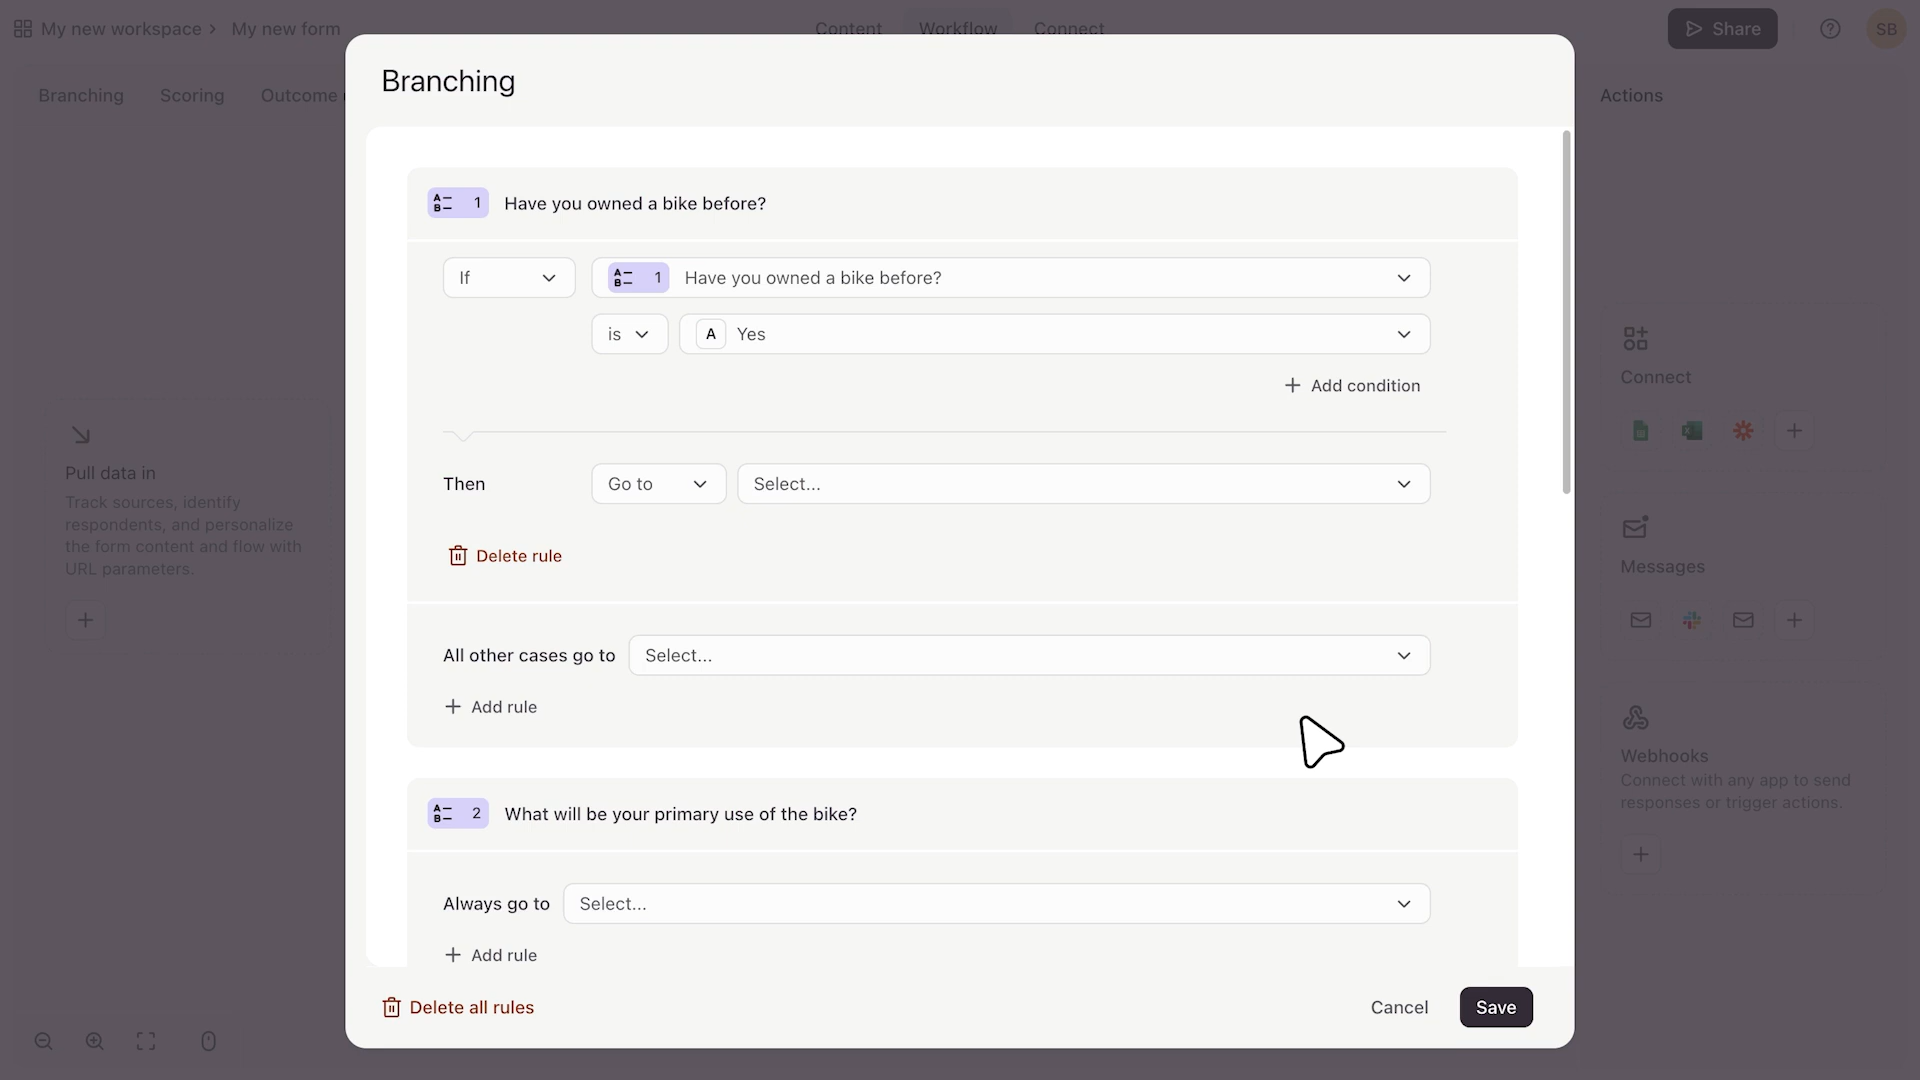 My new workspace
My new form
Content
Workflow
Connect
Share
SB
Branching
Scoring
Outcome
Actions
Branching
A
B
1
Have you owned a bike before?
If
A
B
1
Have you owned a bike before?
is
A
Yes
Add condition
Then
Go to
Select...
Delete rule
All other cases go to
Select...
Add rule
A
B
2
What will be your primary use of the bike?
Always go to
Select...
Add rule
Delete all rules
Cancel
Save
Pull data in
Track sources, identify
respondents, and personalize
the form content and flow with
URL parameters.
Connect
Messages
Webhooks
Connect with any app to send
responses or trigger actions.